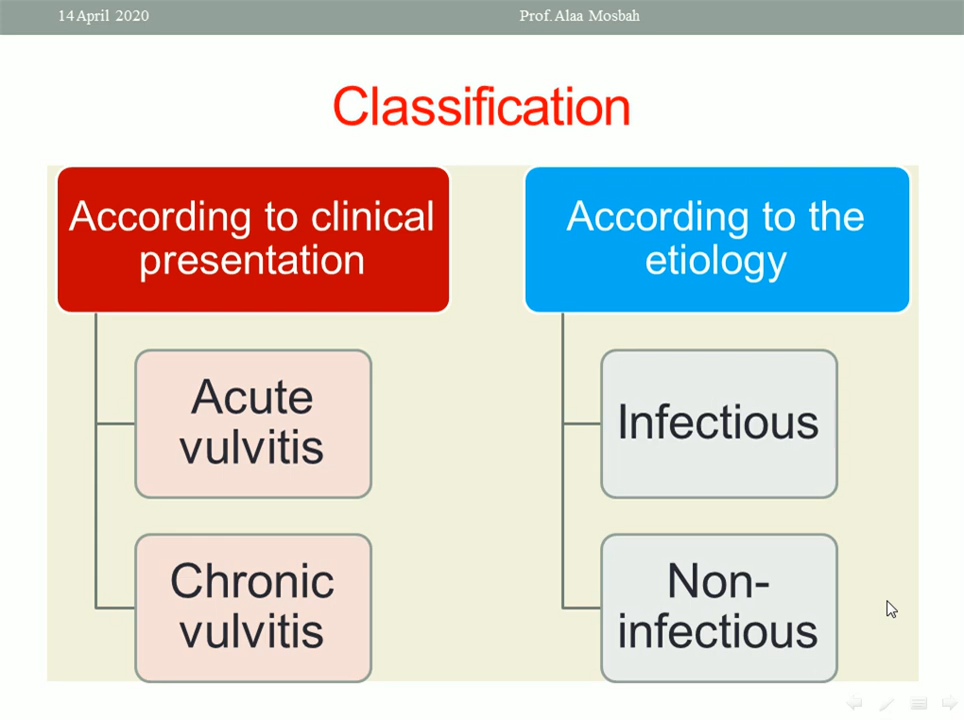 14 April 2020
Prof. Alaa Mosbah
Classification
According to clinical
presentation
Acute
vulvitis
Chronic
vulvitis
According to the
etiology
Infectious
Non-
infectious